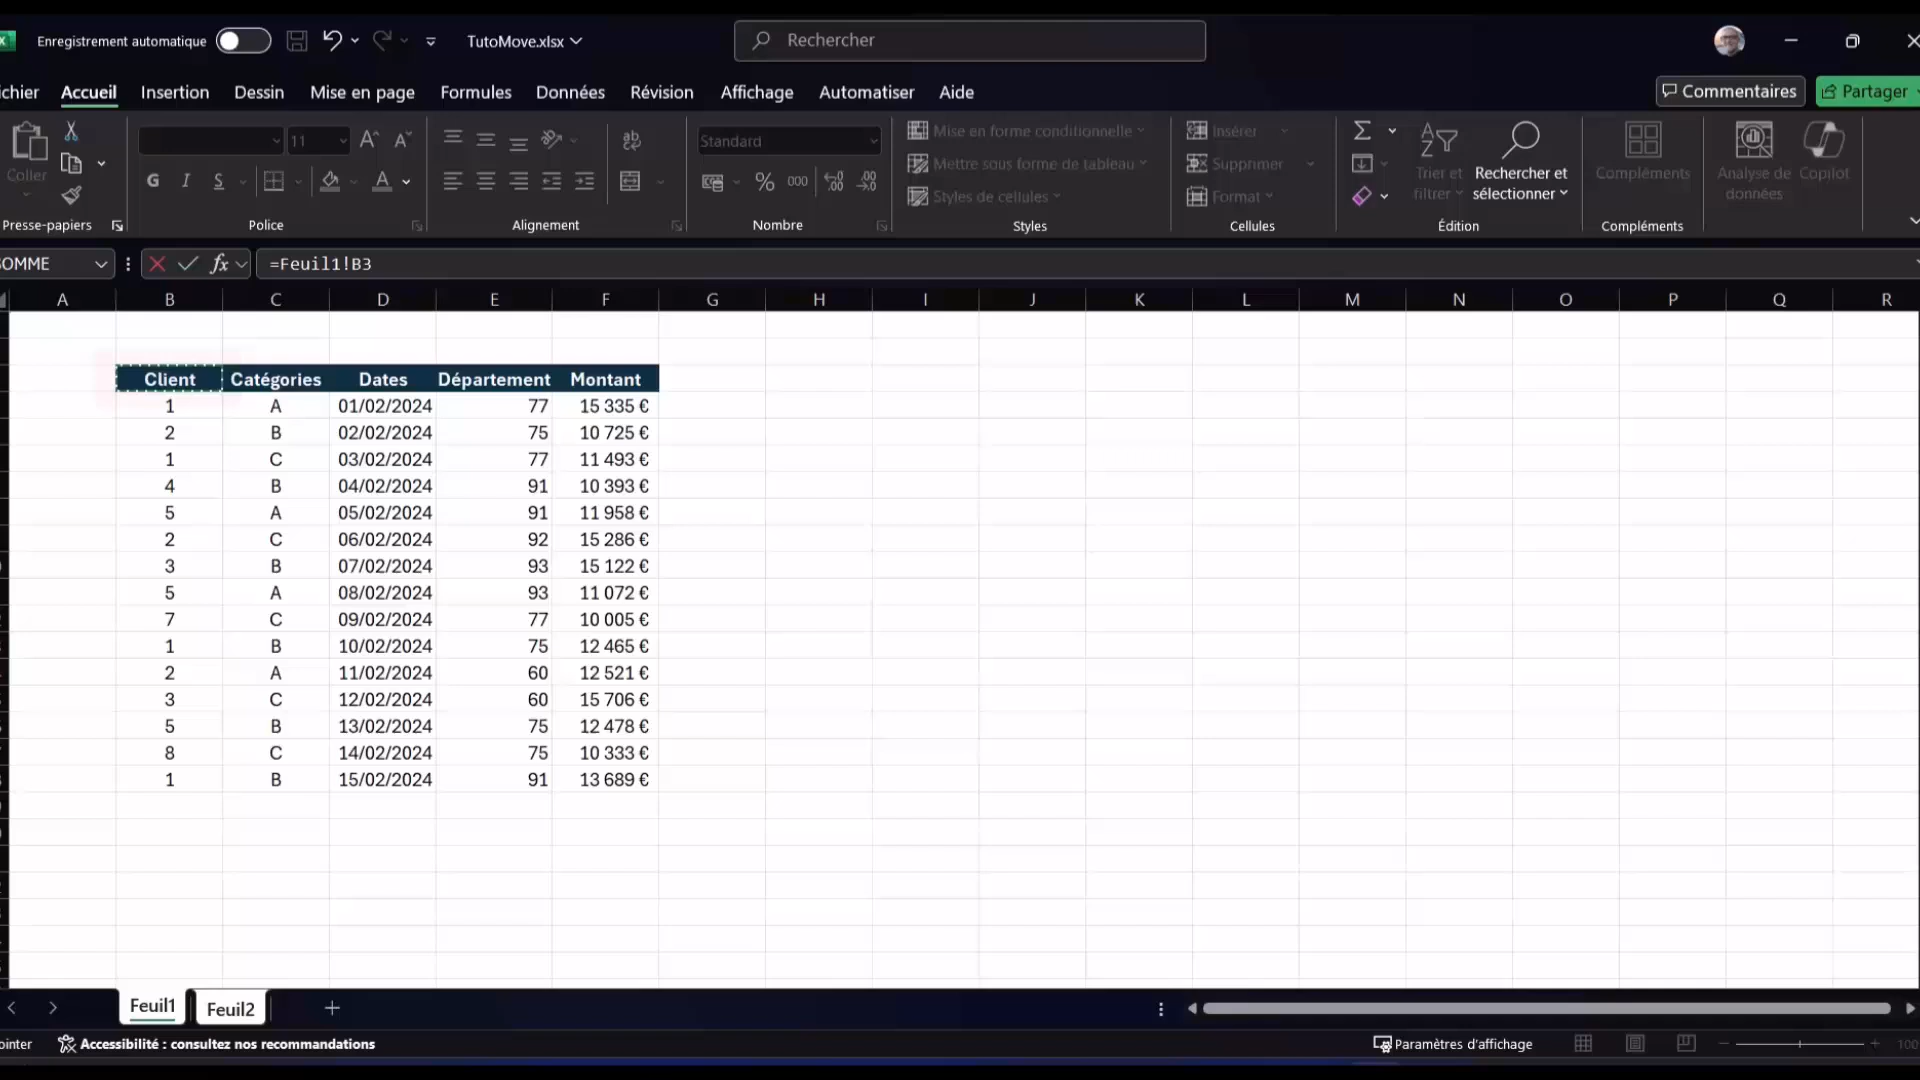 Enregistrement automatique
TutoMove.xlsx
Rechercher
ichier Accueil Insertion Dessin Mise en page Formules Données Révision Affichage Automatiser Aide
Commentaires
Partager
Coller
Presse-papiers
11
G I S
Police
Alignement
Standard
% 000
Nombre
Mise en forme conditionnelle
Mettre sous forme de tableau
Styles de cellules
Styles
Insérer
Supprimer
Format
Cellules
Trier et filtrer
Rechercher et sélectionner
Édition
Compléments
Compléments
Analyse de données
Copilot
SOMME
fx
=Feuil1!B3
A B C D E F G H I J K L M N O P Q R
Client Catégories Dates Département Montant
1 A 01/02/2024 77 15 335 €
2 B 02/02/2024 75 10 725 €
1 C 03/02/2024 77 11 493 €
4 B 04/02/2024 91 10 393 €
5 A 05/02/2024 91 11 958 €
2 C 06/02/2024 92 15 286 €
3 B 07/02/2024 93 15 122 €
5 A 08/02/2024 93 11 072 €
7 C 09/02/2024 77 10 005 €
1 B 10/02/2024 75 12 465 €
2 A 11/02/2024 60 12 521 €
3 C 12/02/2024 60 15 706 €
5 B 13/02/2024 75 12 478 €
8 C 14/02/2024 75 10 333 €
1 B 15/02/2024 91 13 689 €
Feuil1 Feuil2
ointer
Accessibilité : consultez nos recommandations
Paramètres d'affichage
100